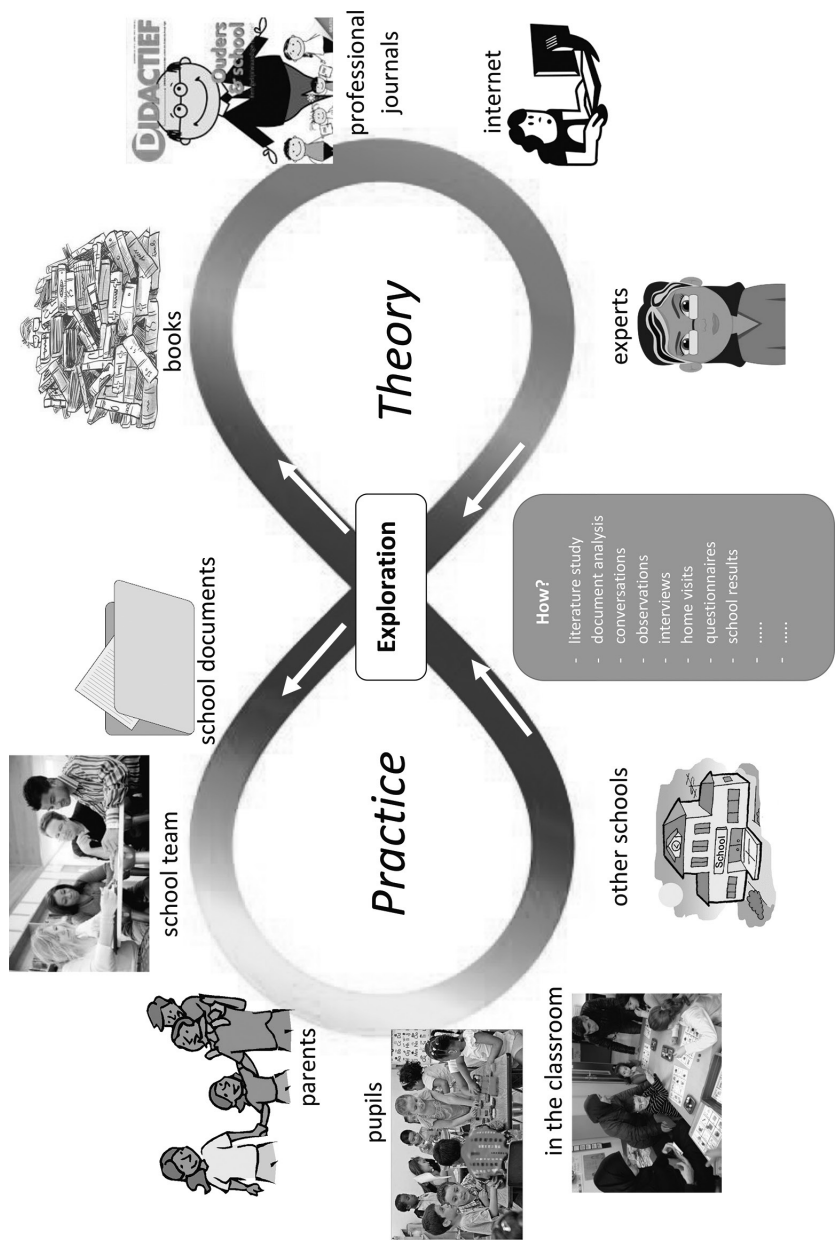 DIDACTIEF
Ouders
& school
school team
school documents
books
parents
professional
journals
pupils
Practice
Exploration
Theory
internet
in the classroom
other schools
School
How?
- literature study
- document analysis
- conversations
- observations
- interviews
- home visits
- questionnaires
- school results
- .....
- .....
experts